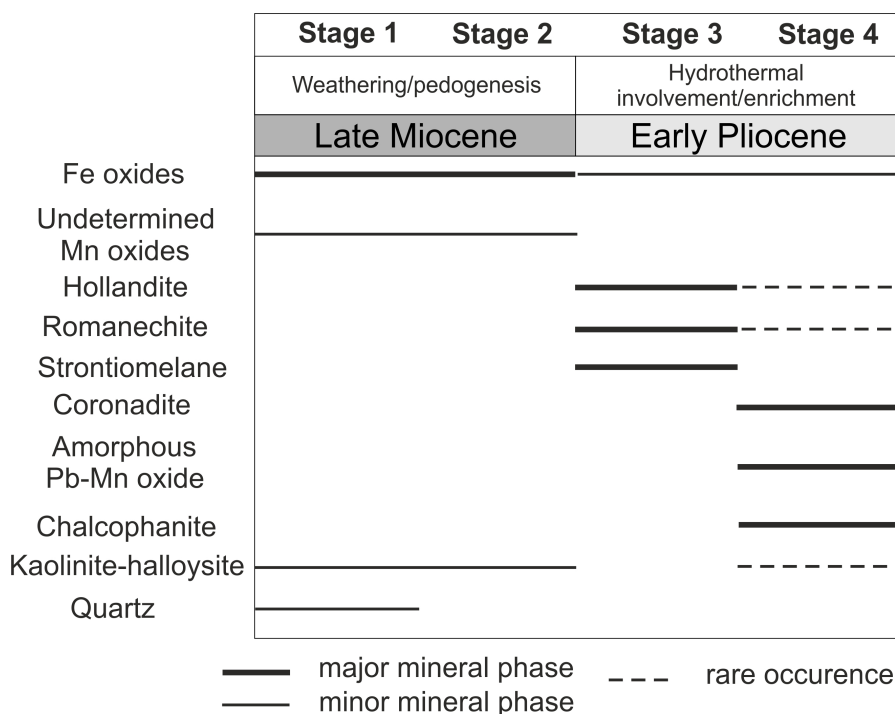 Stage 1 Stage 2 Stage 3 Stage 4
Weathering/pedogenesis
Hydrothermal
involvement/enrichment
Late Miocene Early Pliocene
Fe oxides
Undetermined
Mn oxides
Hollandite
Romanechite
Strontiomelane
Coronadite
Amorphous
Pb-Mn oxide
Chalcophanite
Kaolinite-halloysite
Quartz
major mineral phase
rare occurence
minor mineral phase